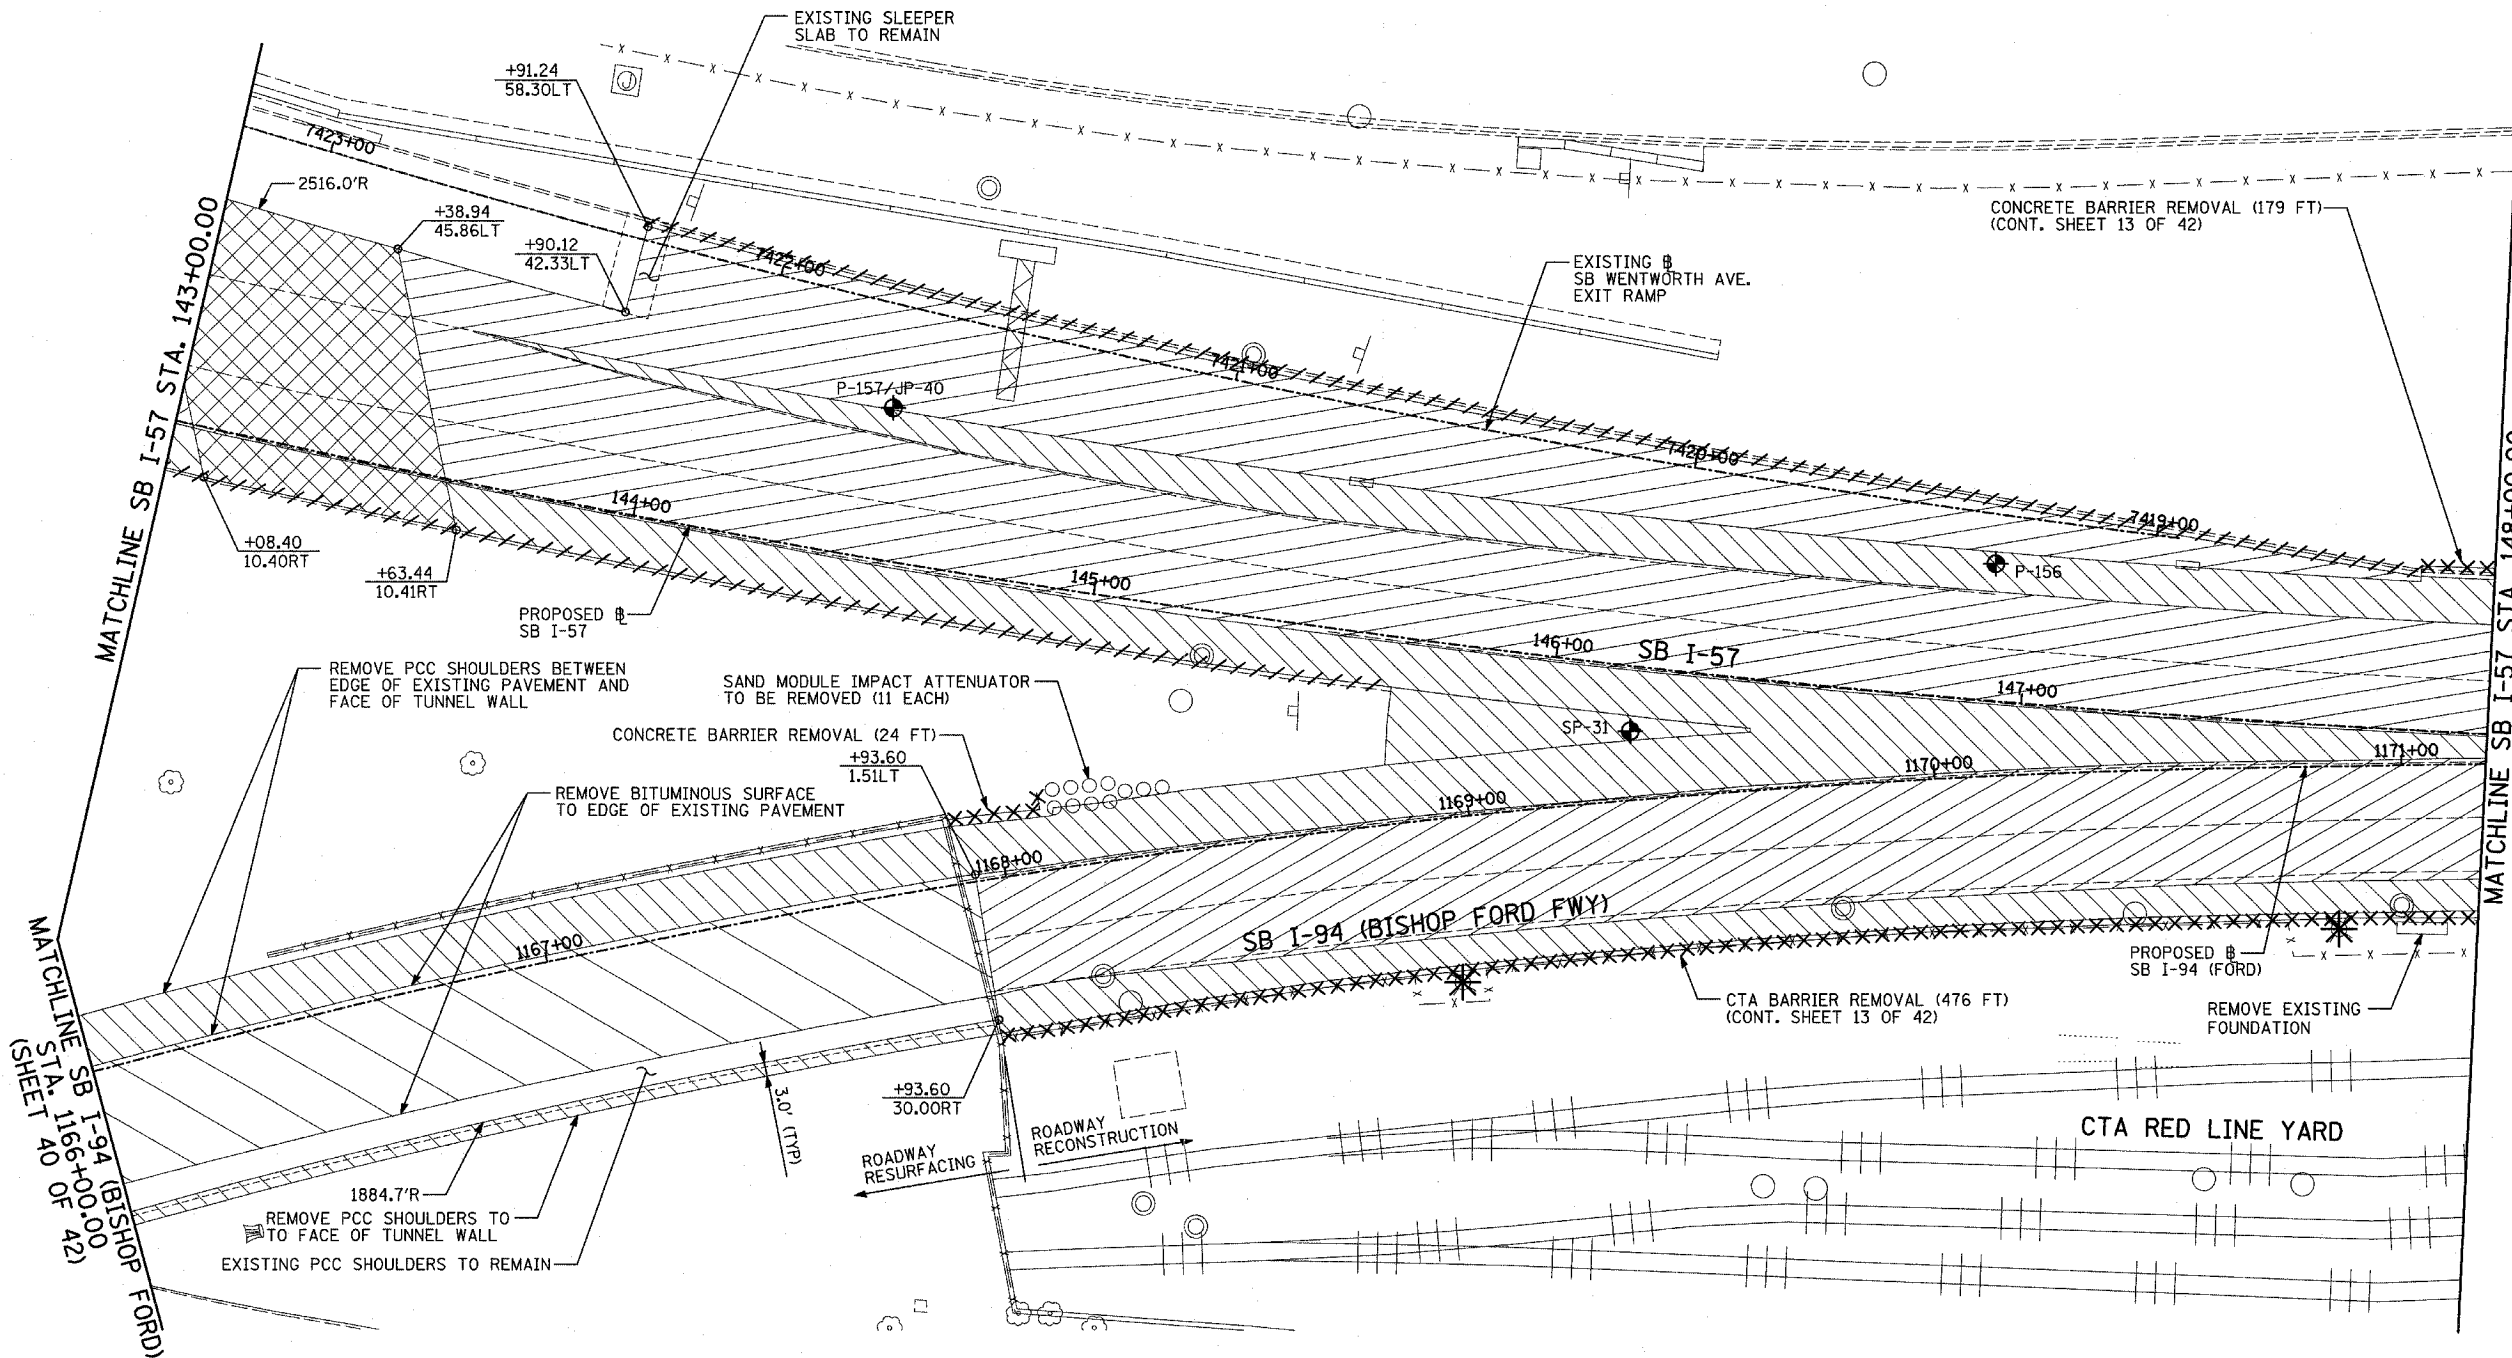 EXISTING SLEEPER
SLAB TO REMAIN
+91.24
58.30LT
J
7423+00
2516.0'R
+38.94
45.86LT
+90.12
42.33LT
7422+00
CONCRETE BARRIER REMOVAL (179 FT)
(CONT. SHEET 13 OF 42)
EXISTING
SB WENTWORTH AVE.
EXIT RAMP
MATCHLINE SB I-57 STA. 143+00.00
P-157/JP-40
7421+00
7420+00
7419+00
P-156
+08.40
10.40RT
+63.44
10.41RT
144+00
PROPOSED
SB I-57
145+00
146+00
SB I-57
147+00
MATCHLINE SB I-57 STA 148+00.00
REMOVE PCC SHOULDERS BETWEEN
EDGE OF EXISTING PAVEMENT AND
FACE OF TUNNEL WALL
SAND MODULE IMPACT ATTENUATOR
TO BE REMOVED (11 EACH)
CONCRETE BARRIER REMOVAL (24 FT)
+93.60
1.51LT
SP-31
REMOVE BITUMINOUS SURFACE
TO EDGE OF EXISTING PAVEMENT
1171+00
1170+00
1169+00
1168+00
1167+00
SB I-94 (BISHOP FORD FWY)
PROPOSED
SB I-94 (FORD)
CTA BARRIER REMOVAL (476 FT)
(CONT. SHEET 13 OF 42)
REMOVE EXISTING
FOUNDATION
MATCHLINE SB I-94 (BISHOP FORD)
STA. 1166+00.00
(SHEET 40 OF 42)
3.0' (TYP)
+93.60
30.00RT
ROADWAY
RESURFACING
ROADWAY
RECONSTRUCTION
CTA RED LINE YARD
1884.7'R
REMOVE PCC SHOULDERS TO
TO FACE OF TUNNEL WALL
EXISTING PCC SHOULDERS TO REMAIN